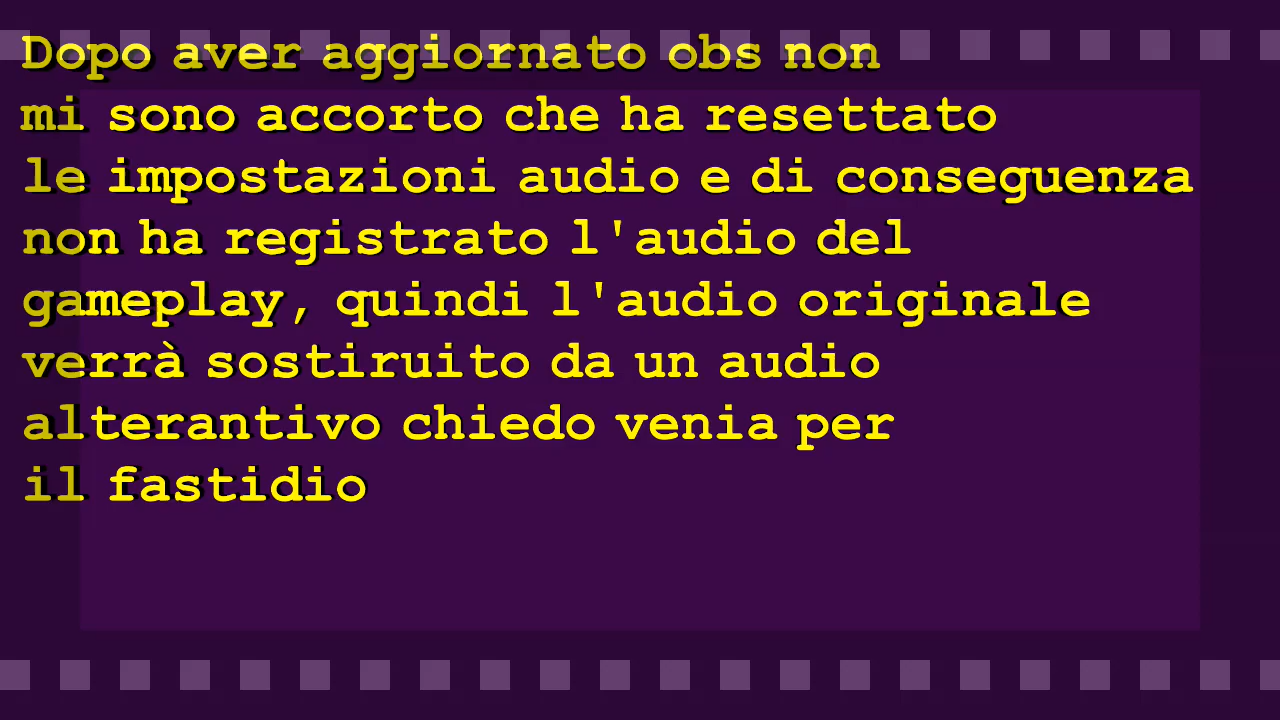 Dopo aver aggiornato obs non
mi sono accorto che ha resettato
le impostazioni audio e di conseguenza
non ha registrato l'audio del
gameplay, quindi l'audio originale
verrà sostiruito da un audio
alterantivo chiedo venia per
il fastidio